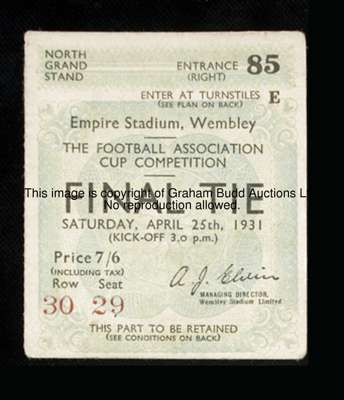 NORTH
GRAND
STAND
ENTRANCE 85
(RIGHT)
ENTER AT TURNSTILES E
(SEE PLAN ON BACK)
Empire Stadium, Wembley
THE FOOTBALL ASSOCIATION
CUP COMPETITION
This image is copyright of Graham Budd Auctions L
No reproduction allowed.
FINAL TIE
SATURDAY, APRIL 25th, 1931
(KICK-OFF 3.0 p.m.)
Price 7/6
(INCLUDING TAX)
Row Seat
30 29
A. J. Elvin
MANAGING DIRECTOR,
Wembley Stadium Limited
THIS PART TO BE RETAINED
(SEE CONDITIONS ON BACK)